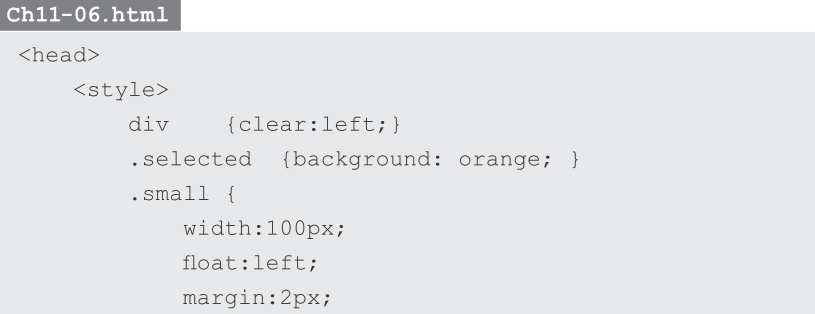 Ch11-06.html
<head>
<style>
div {clear:left;}
.selected {background: orange; }
.small {
width:100px;
float:left;
margin:2px;